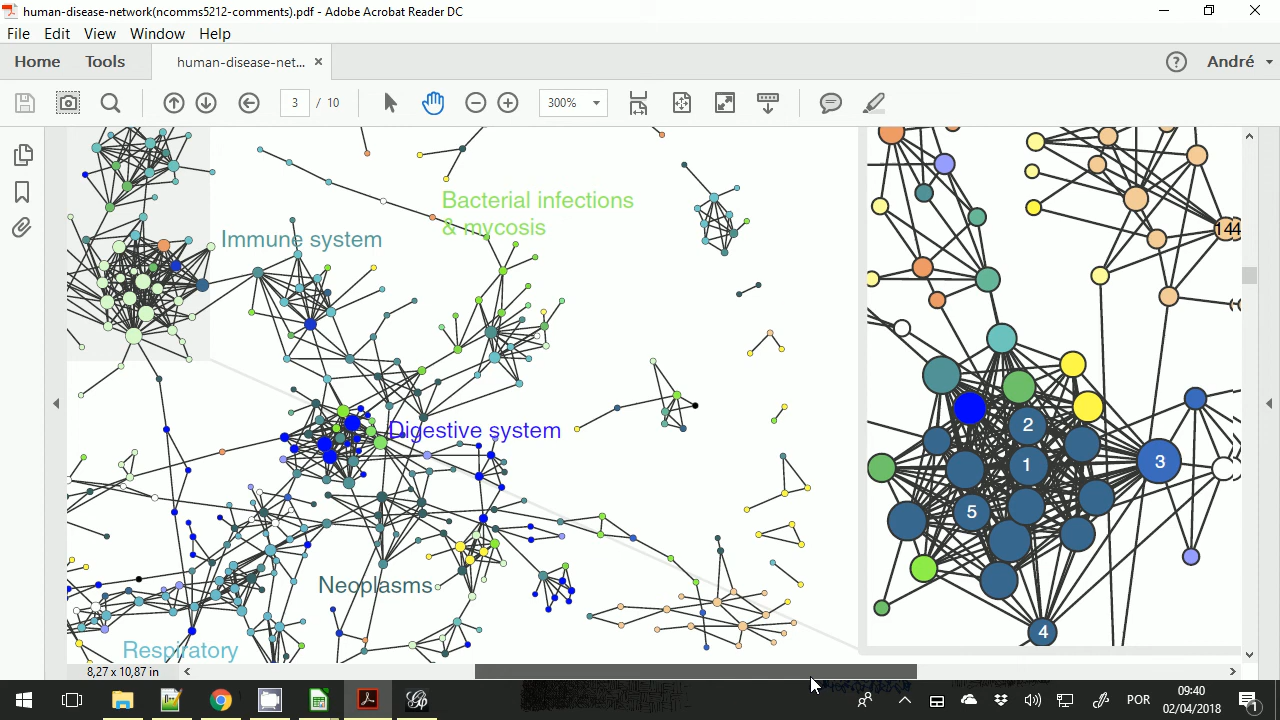 human-disease-network(ncomms5212-comments).pdf - Adobe Acrobat Reader DC
File Edit View Window Help
Home Tools human-disease-net... × ? André
3 / 10 300%
Bacterial infections
& mycosis
Immune system
144
Digestive system
2
1
3
5
Neoplasms
4
Respiratory
8,27 x 10,87 in
POR
09:40
02/04/2018
1